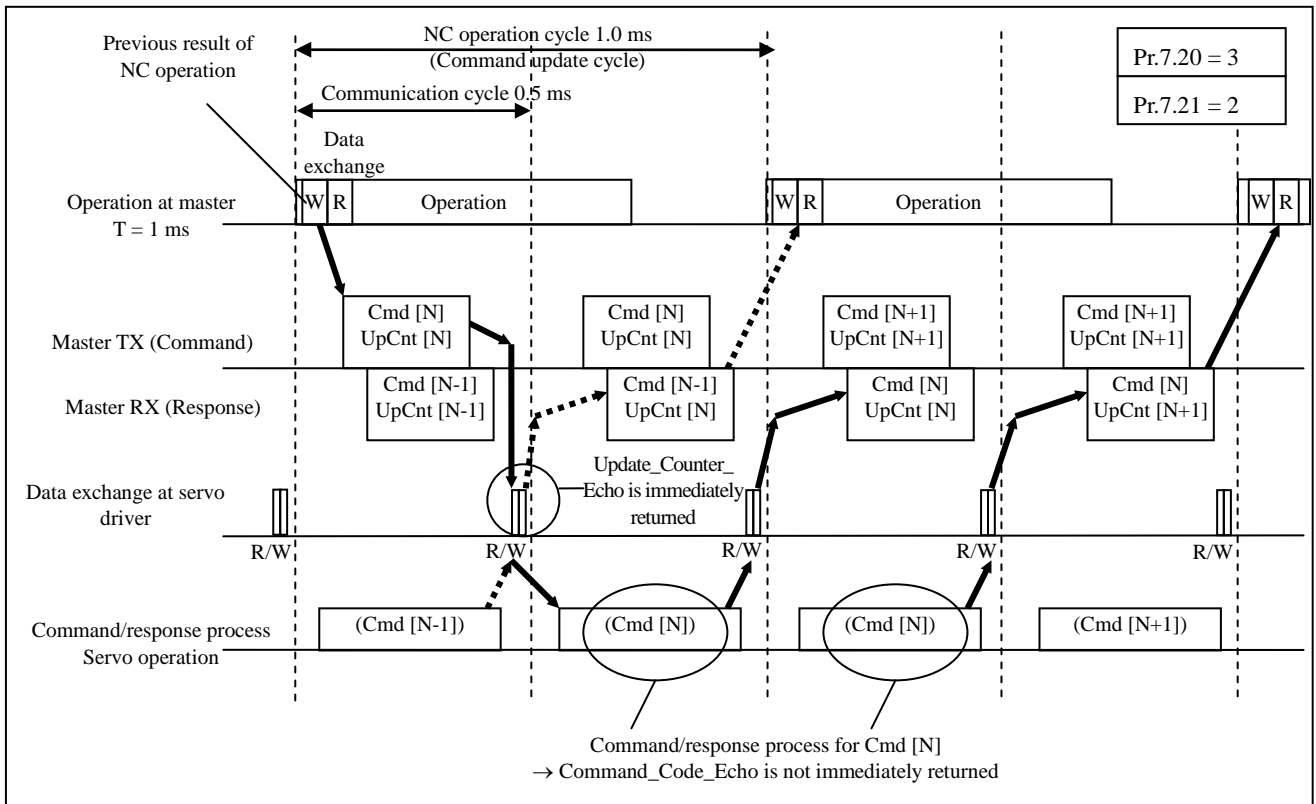 Previous result of
NC operation
NC operation cycle 1.0 ms
(Command update cycle)
Communication cycle 0.5 ms
Pr.7.20 = 3
Pr.7.21 = 2
Data
exchange
Operation at master
T = 1 ms
W R Operation
W R Operation
W R
Master TX (Command)
Cmd [N]
UpCnt [N]
Cmd [N]
UpCnt [N]
Cmd [N+1]
UpCnt [N+1]
Cmd [N+1]
UpCnt [N+1]
Master RX (Response)
Cmd [N-1]
UpCnt [N-1]
Cmd [N-1]
UpCnt [N]
Cmd [N]
UpCnt [N]
Cmd [N]
UpCnt [N+1]
Update_Counter_
Echo is immediately
returned
Data exchange at servo
driver
R/W
R/W
R/W
R/W
R/W
Command/response process
Servo operation
(Cmd [N-1])
(Cmd [N])
(Cmd [N])
(Cmd [N+1])
Command/response process for Cmd [N]
→ Command_Code_Echo is not immediately returned